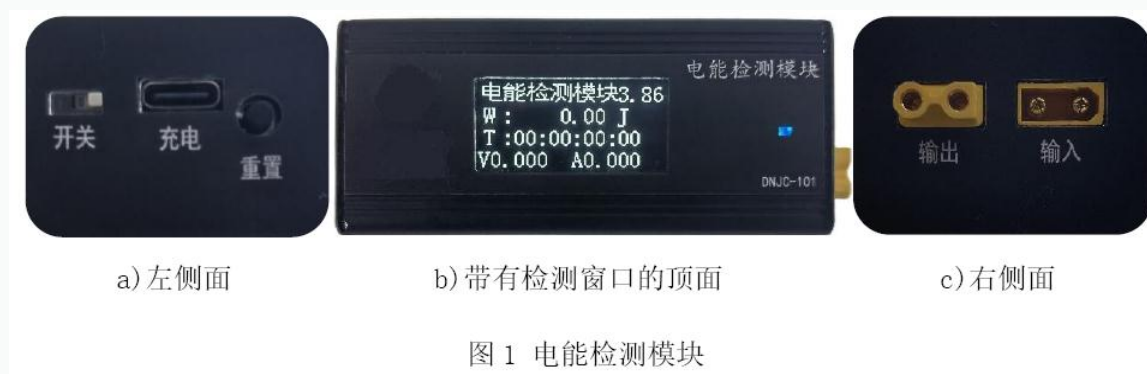 开关
充电
重置
电能检测模块
电能检测模块3.86
W: 0.00 J
T:00:00:00:00
V0.000 A0.000
DNJC-101
输出
输入
a)左侧面
b)带有检测窗口的顶面
c)右侧面
图1 电能检测模块